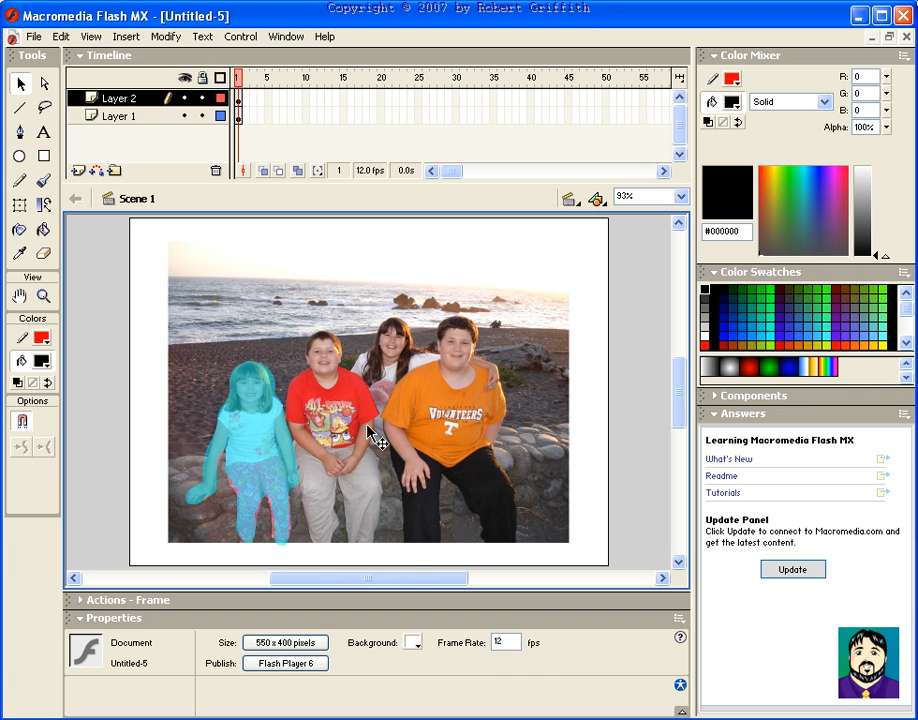 Copyright © 2007 by Robert Griffith
Macromedia Flash MX - [Untitled-5]
File Edit View Insert Modify Text Control Window Help
Tools
Timeline
1 5 10 15 20 25 30 35 40 45 50 55
Layer 2
Layer 1
1 12.0 fps 0.0s
Scene 1
93%
View
Colors
Options
VOLUNTEERS
T
Actions - Frame
Properties
Document
Untitled-5
Size: 550 x 400 pixels
Background:
Frame Rate: 12 fps
Publish: Flash Player 6
Color Mixer
Solid
R: 0
G: 0
B: 0
Alpha: 100%
#000000
Color Swatches
Components
Answers
Learning Macromedia Flash MX
What's New
Readme
Tutorials
Update Panel
Click Update to connect to Macromedia.com and
get the latest content.
Update